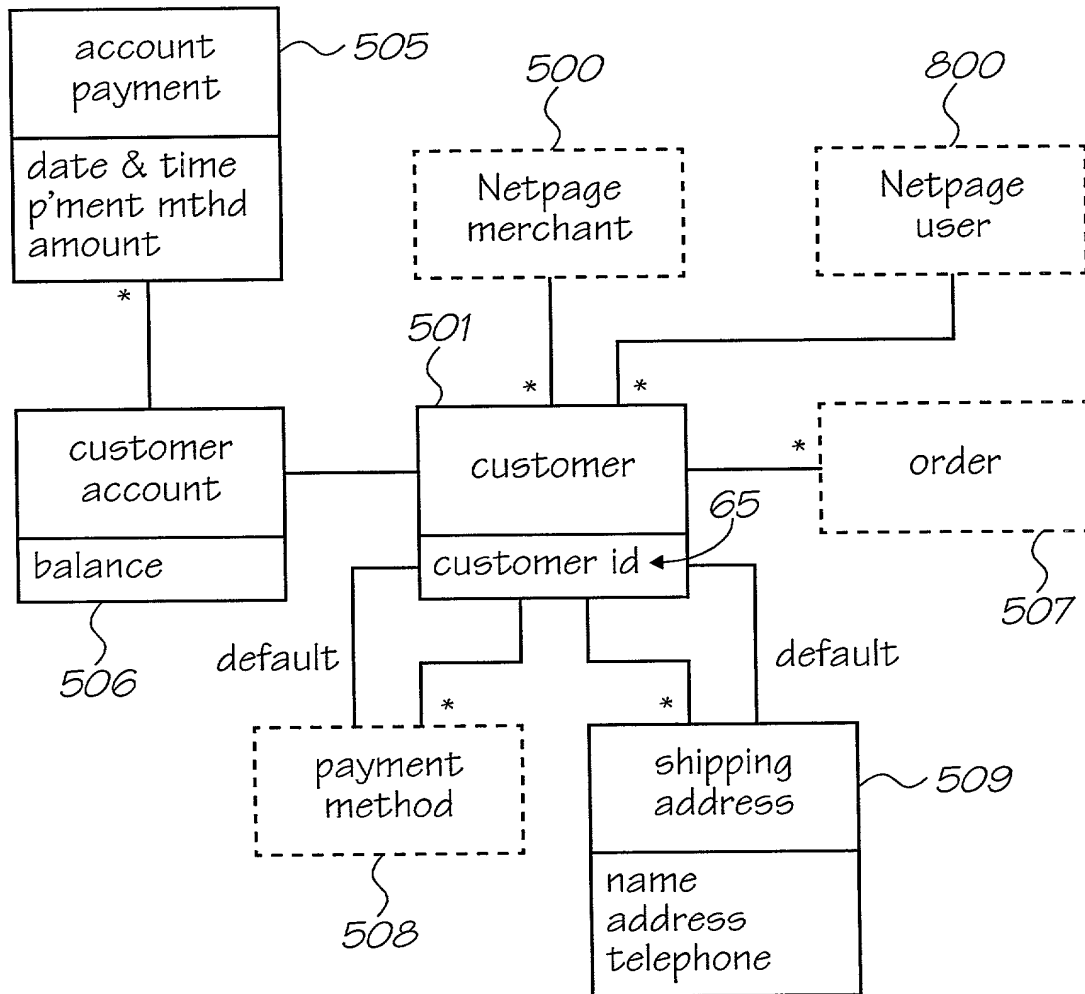 account
payment
505
date & time
p'ment mthd
amount
*
500
Netpage
merchant
800
Netpage
user
501
*
*
customer
account
balance
506
customer
65
customer id
*
order
507
default
*
payment
method
508
default
*
shipping
address
509
name
address
telephone